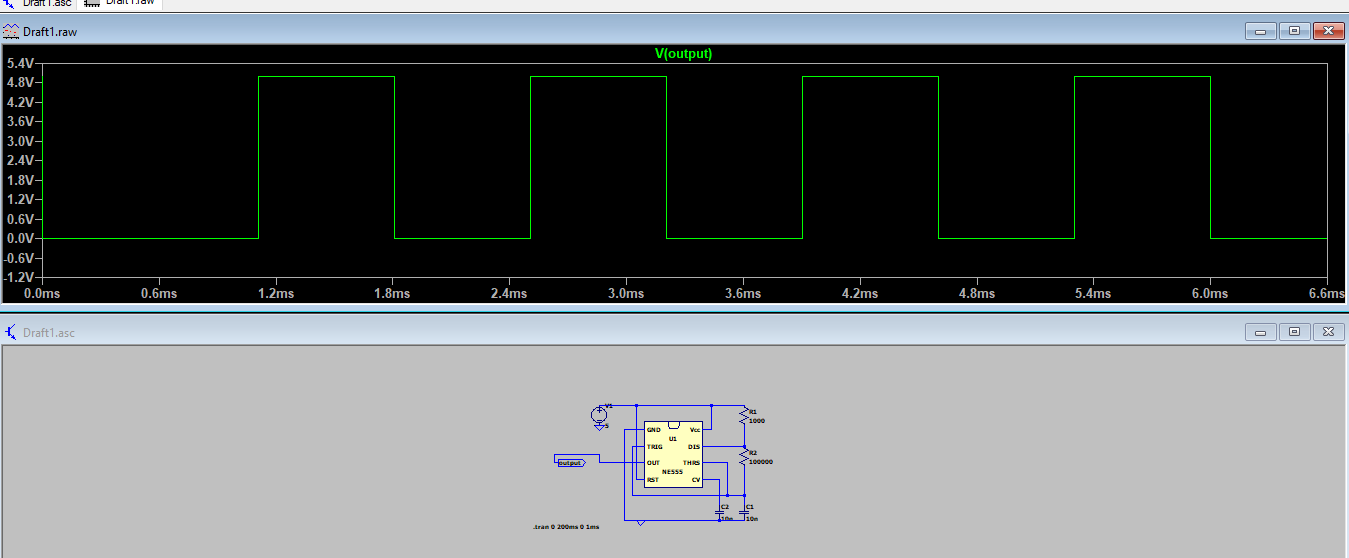 Draft1.asc Draft1.raw
Draft1.raw
V(output)
5.4V
4.8V
4.2V
3.6V
3.0V
2.4V
1.8V
1.2V
0.6V
0.0V
-0.6V
-1.2V
0.0ms 0.6ms 1.2ms 1.8ms 2.4ms 3.0ms 3.6ms 4.2ms 4.8ms 5.4ms 6.0ms 6.6ms
Draft1.asc
V1
5
R1
1000
GND Vcc
U1
TRIG DIS
R2
100000
output
OUT THRS
NE555
RST CV
C2 C1
10n 10n
.tran 0 200ms 0 1ms